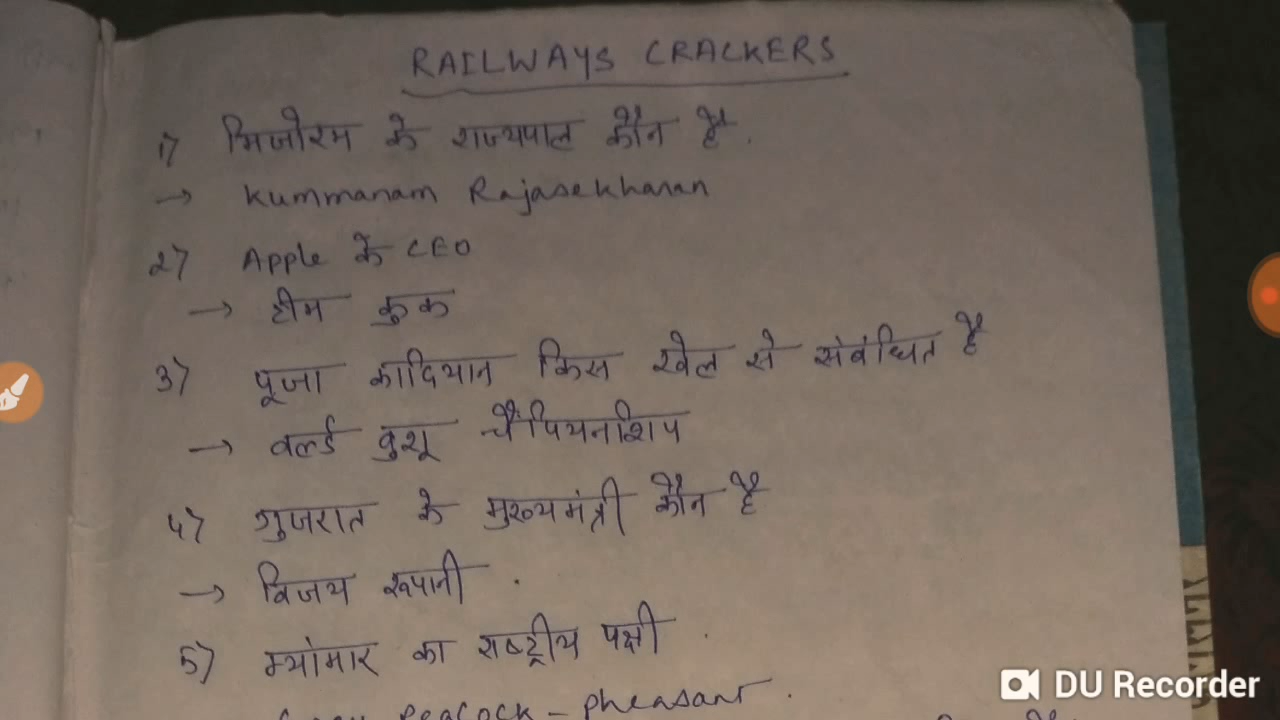 RAILWAYS CRACKERS
1) मिजोरम के राज्यपाल कौन है.
→ Kummanam Rajasekharan
2) Apple के CEO
→ टीम कुक
3) पूजा कादियान किस खेल से संबंधित है
→ वर्ल्ड वुशू चैंपियनशिप
4) गुजरात के मुख्यमंत्री कौन है
→ विजय रूपानी .
5) म्यांमार का राष्ट्रीय पक्षी .
Peacock - pheasant .
DU Recorder